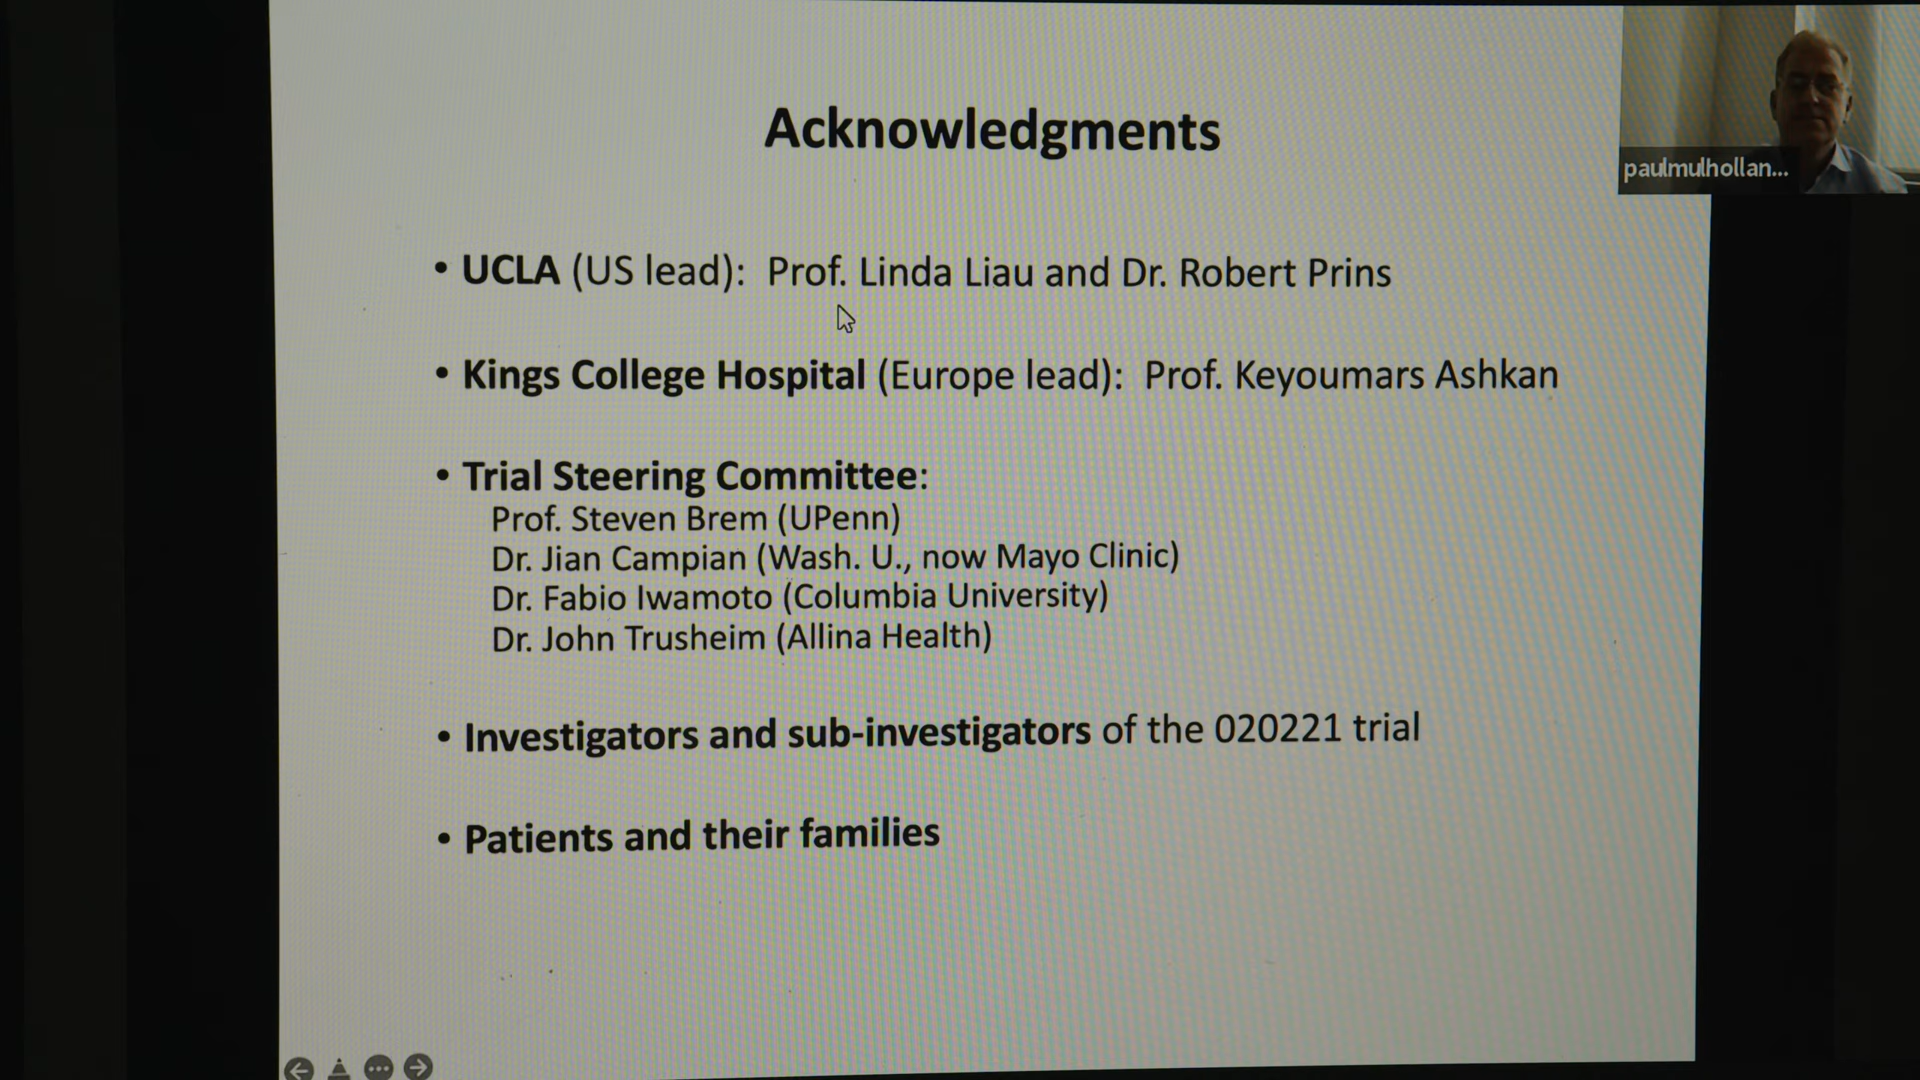 Acknowledgments
paulmulhollan...
• UCLA (US lead): Prof. Linda Liau and Dr. Robert Prins
• Kings College Hospital (Europe lead): Prof. Keyoumars Ashkan
• Trial Steering Committee:
Prof. Steven Brem (UPenn)
Dr. Jian Campian (Wash. U., now Mayo Clinic)
Dr. Fabio Iwamoto (Columbia University)
Dr. John Trusheim (Allina Health)
• Investigators and sub-investigators of the 020221 trial
• Patients and their families